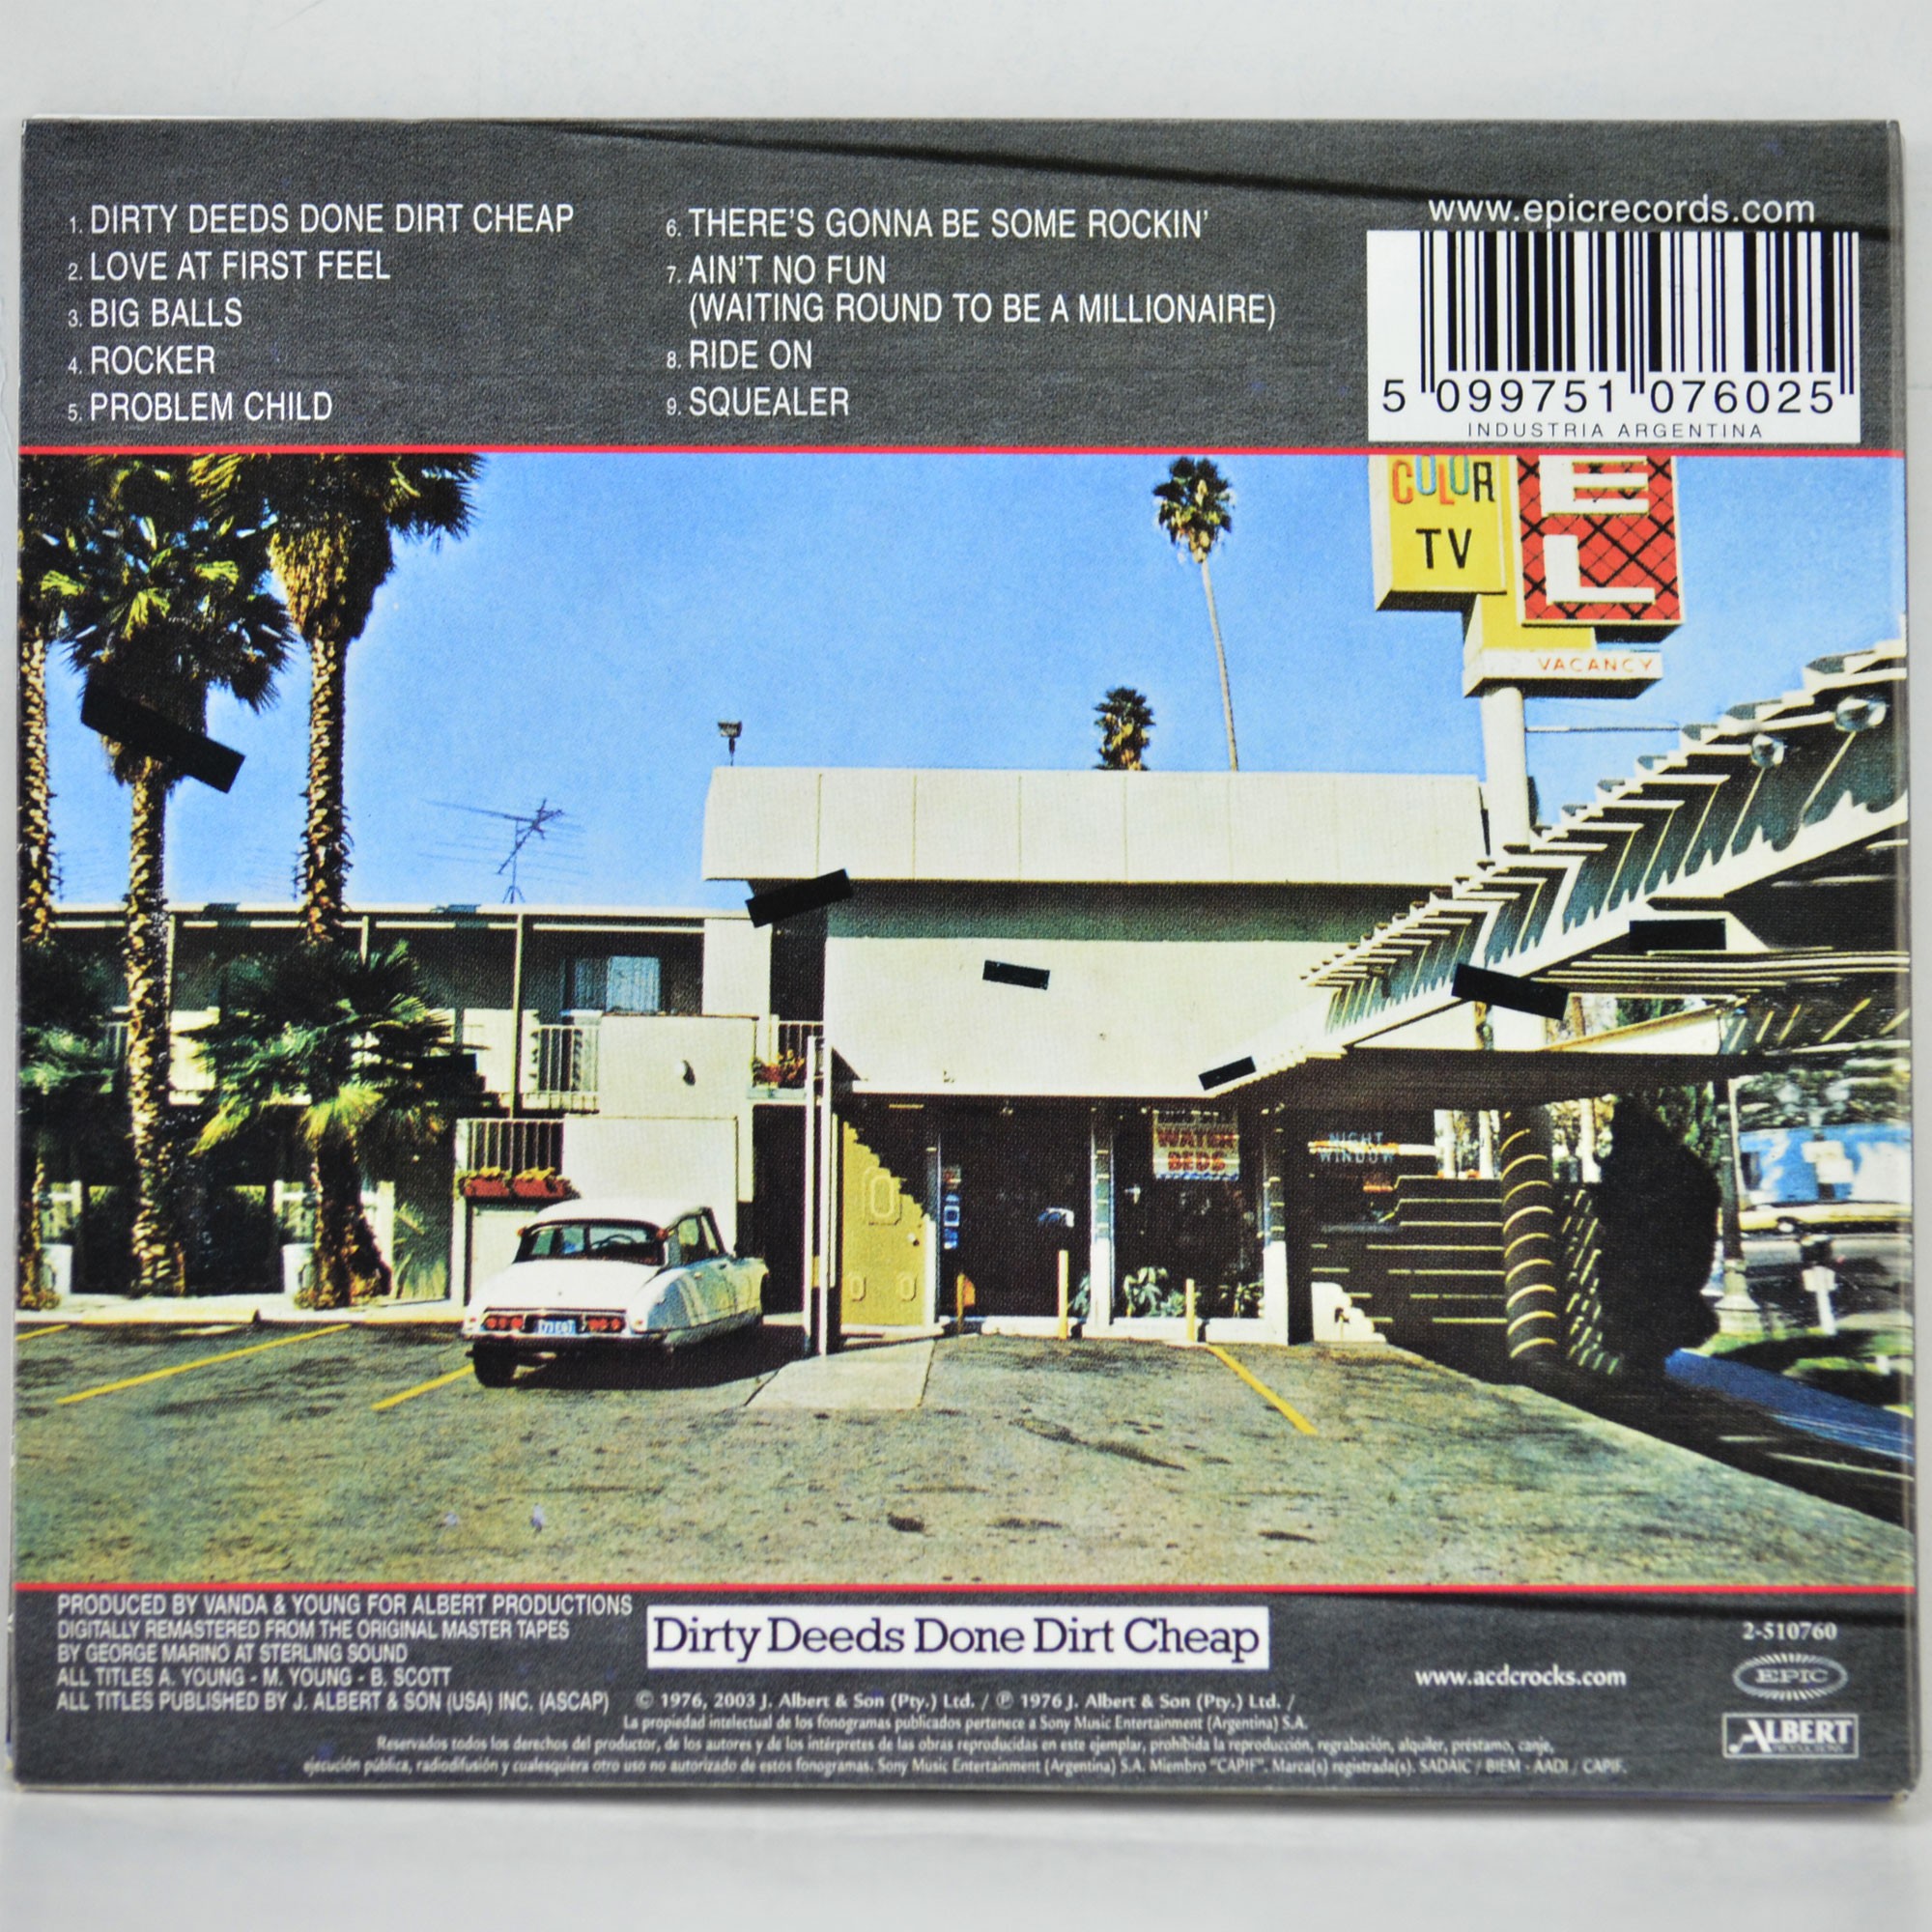 1. DIRTY DEEDS DONE DIRT CHEAP
2. LOVE AT FIRST FEEL
3. BIG BALLS
4. ROCKER
5. PROBLEM CHILD
6. THERE'S GONNA BE SOME ROCKIN'
7. AIN'T NO FUN
(WAITING ROUND TO BE A MILLIONAIRE)
8. RIDE ON
9. SQUEALER
www.epicrecords.com
5 099751 076025
INDUSTRIA ARGENTINA
COLOR
TV
E
L
VACANCY
WATER
BEDS
NIGHT
WINDOW
PRODUCED BY VANDA & YOUNG FOR ALBERT PRODUCTIONS
DIGITALLY REMASTERED FROM THE ORIGINAL MASTER TAPES
BY GEORGE MARINO AT STERLING SOUND
ALL TITLES A. YOUNG - M. YOUNG - B. SCOTT
ALL TITLES PUBLISHED BY J. ALBERT & SON (USA) INC. (ASCAP)
Dirty Deeds Done Dirt Cheap
© 1976, 2003 J. Albert & Son (Pty.) Ltd. / ℗ 1976 J. Albert & Son (Pty.) Ltd. /
La propiedad intelectual de los fonogramas publicados pertenece a Sony Music Entertainment (Argentina) S.A.
Reservados todos los derechos del productor, de los autores y de los intérpretes de las obras reproducidas en este ejemplar, prohibida la reproducción, regrabación, alquiler, préstamo, canje,
ejecución pública, radiodifusión y cualesquiera otro uso no autorizado de estos fonogramas. Sony Music Entertainment (Argentina) S.A. Miembro "CAPIF". Marca(s) registrada(s). SADAIC / BIEM - AADI / CAPIF.
www.acdcrocks.com
2-510760
EPIC
ALBERT
PRODUCTIONS